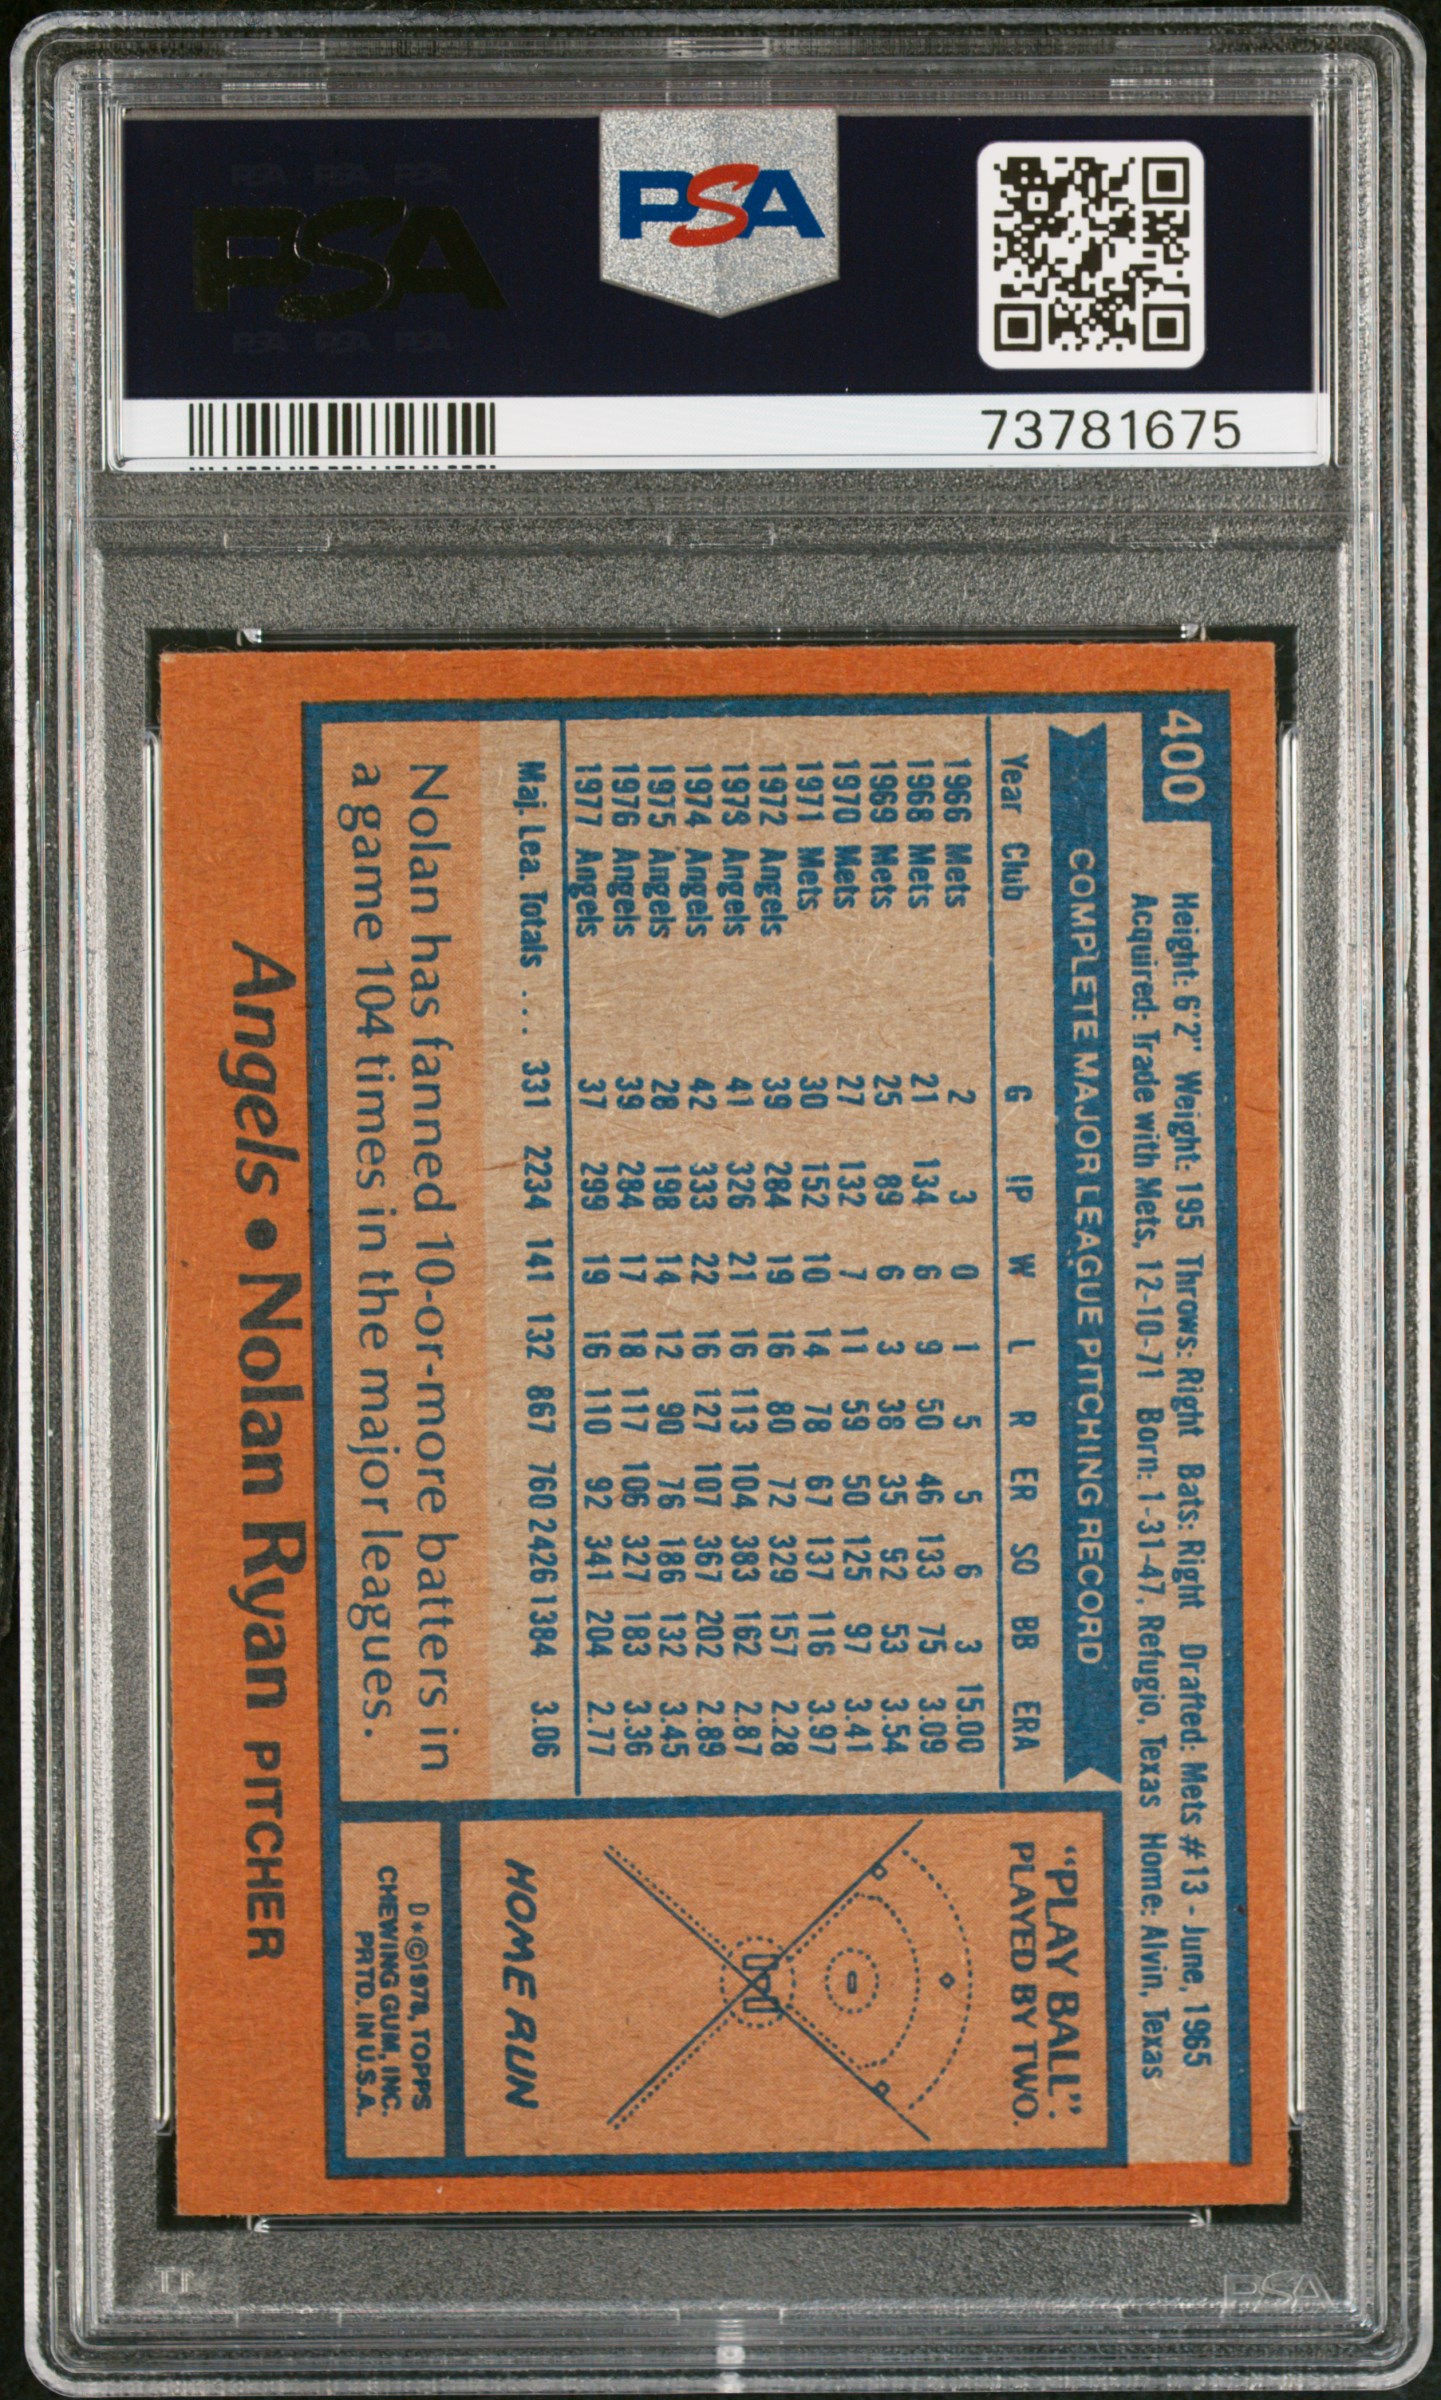 PSA PSA PSA
PSA
PSA PSA PSA
PSA
73781675
400
Height: 6'2" Weight: 195 Throws: Right Bats: Right Drafted: Mets #13 - June, 1965
Acquired: Trade with Mets, 12-10-71 Born: 1-31-47, Refugio, Texas Home: Alvin, Texas
COMPLETE MAJOR LEAGUE PITCHING RECORD
Year Club G IP W L R ER SO BB ERA
1966 Mets 2 3 0 1 5 5 6 3 15.00
1968 Mets 21 134 6 9 50 46 133 75 3.09
1969 Mets 25 89 6 3 38 35 92 53 3.54
1970 Mets 27 132 7 11 59 50 125 97 3.41
1971 Mets 30 152 10 14 78 67 137 116 3.97
1972 Angels 39 284 19 16 80 72 329 157 2.28
1973 Angels 41 326 21 16 113 104 383 162 2.87
1974 Angels 42 333 22 16 127 107 367 202 2.89
1975 Angels 28 198 14 12 90 76 186 132 3.45
1976 Angels 39 284 17 18 117 106 327 183 3.36
1977 Angels 37 299 19 16 110 92 341 204 2.77
Maj. Lea. Totals ... 331 2234 141 132 867 760 2426 1384 3.06
Nolan has fanned 10-or-more batters in
a game 104 times in the major leagues.
"PLAY BALL":
PLAYED BY TWO.
HOME RUN
D*©1978, TOPPS
CHEWING GUM, INC.
PRTD. IN U.S.A.
Angels • Nolan Ryan PITCHER
PSA